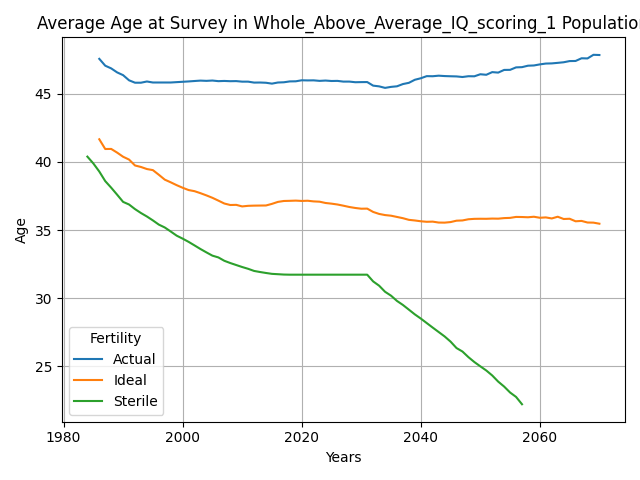 Average Age at Survey in Whole_Above_Average_IQ_scoring_1 Population
Age
45
40
35
30
25
Fertility
Actual
Ideal
Sterile
1980
2000
2020
2040
2060
Years